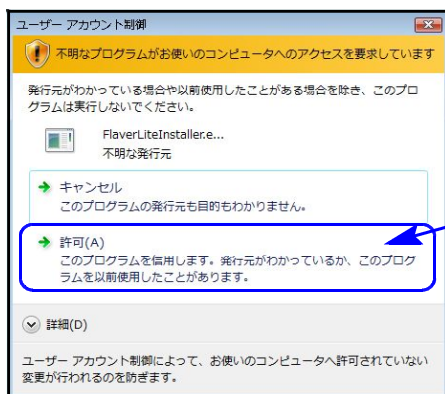 ユーザー アカウント制御
不明なプログラムがお使いのコンピュータへのアクセスを要求しています
発行元がわかっている場合や以前使用したことがある場合を除き、このプロ
グラムは実行しないでください。
FlaverLiteInstaller.e...
不明な発行元
キャンセル
このプログラムの発行元も目的もわかりません。
許可(A)
このプログラムを信用します。発行元がわかっているか、このプログ
ラムを以前使用したことがあります。
詳細(D)
ユーザー アカウント制御によって、お使いのコンピュータへ許可されていない
変更が行われるのを防ぎます。